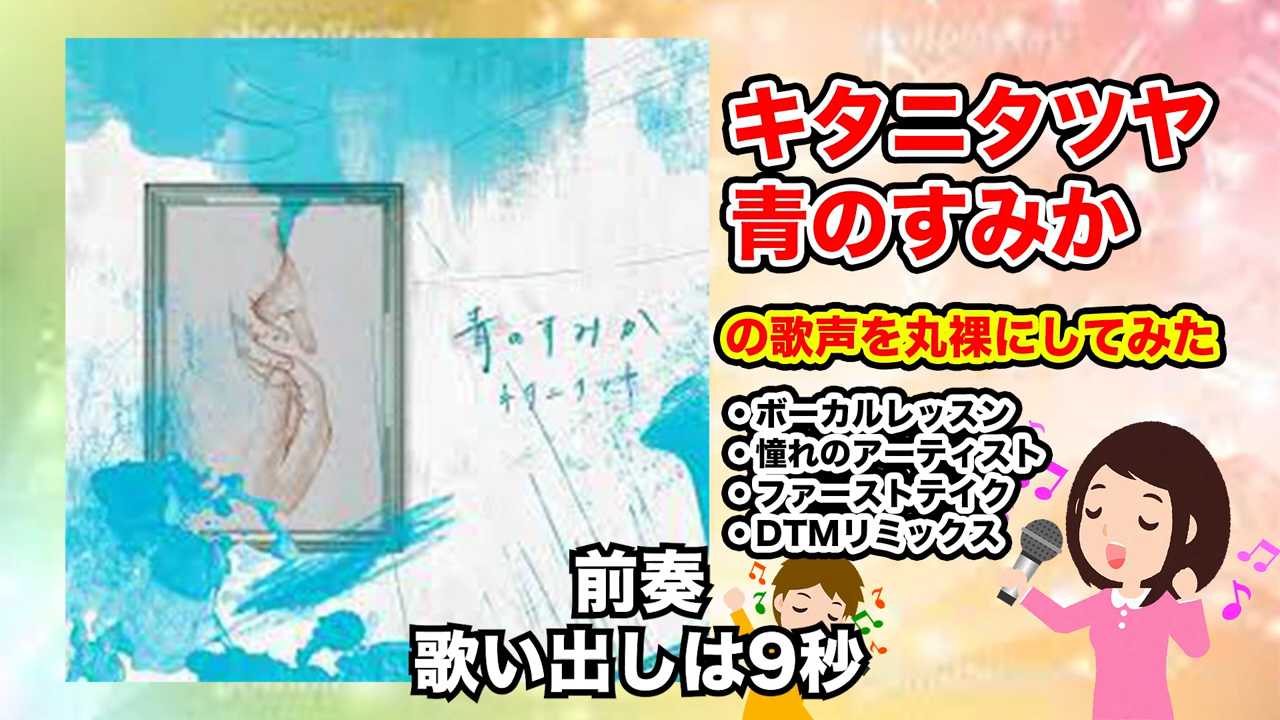 キタニタツヤ
青のすみか
の歌声を丸裸にしてみた
・ボーカルレッスン
・憧れのアーティスト
・ファーストテイク
・DTMリミックス
青のすみか
キタニタツヤ
前奏
歌い出しは9秒